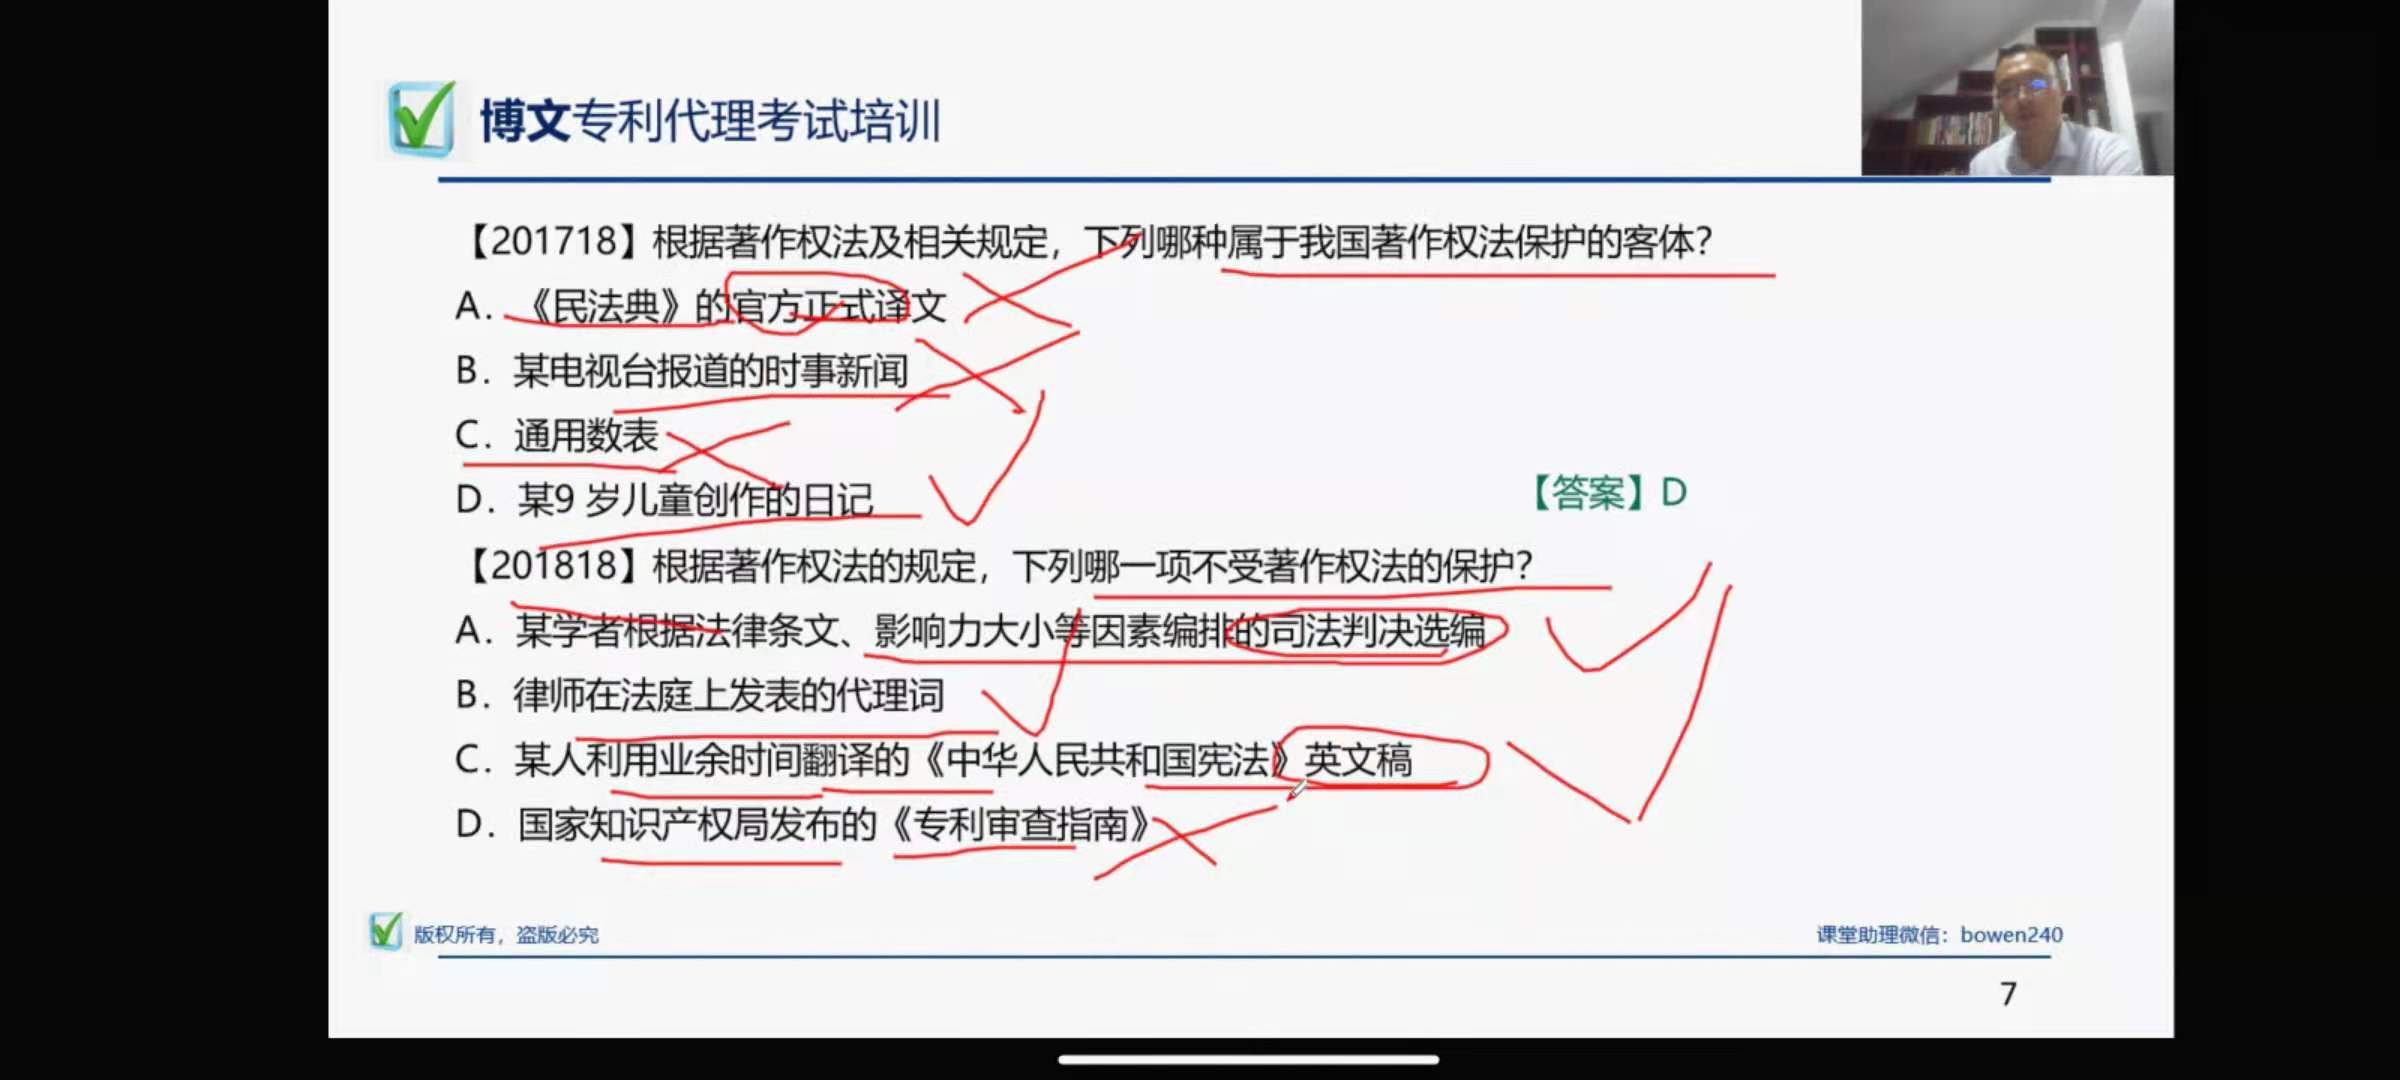 博文专利代理考试培训
【201718】根据著作权法及相关规定，下列哪种属于我国著作权法保护的客体？
A. 《民法典》的官方正式译文
B. 某电视台报道的时事新闻
C. 通用数表
D. 某9 岁儿童创作的日记
【答案】D
【201818】根据著作权法的规定，下列哪一项不受著作权法的保护？
A. 某学者根据法律条文、影响力大小等因素编排的司法判决选编
B. 律师在法庭上发表的代理词
C. 某人利用业余时间翻译的《中华人民共和国宪法》英文稿
D. 国家知识产权局发布的《专利审查指南》
版权所有，盗版必究
课堂助理微信：bowen240
7